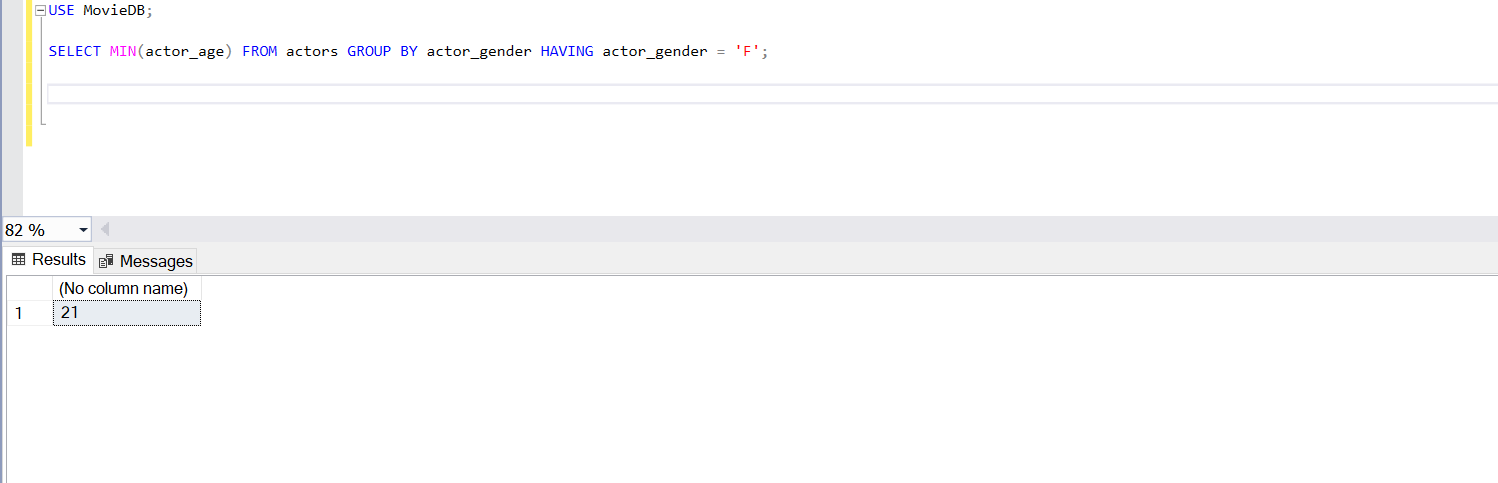 USE MovieDB;
SELECT MIN(actor_age) FROM actors GROUP BY actor_gender HAVING actor_gender = 'F';
82 %
Results Messages
(No column name)
1 21